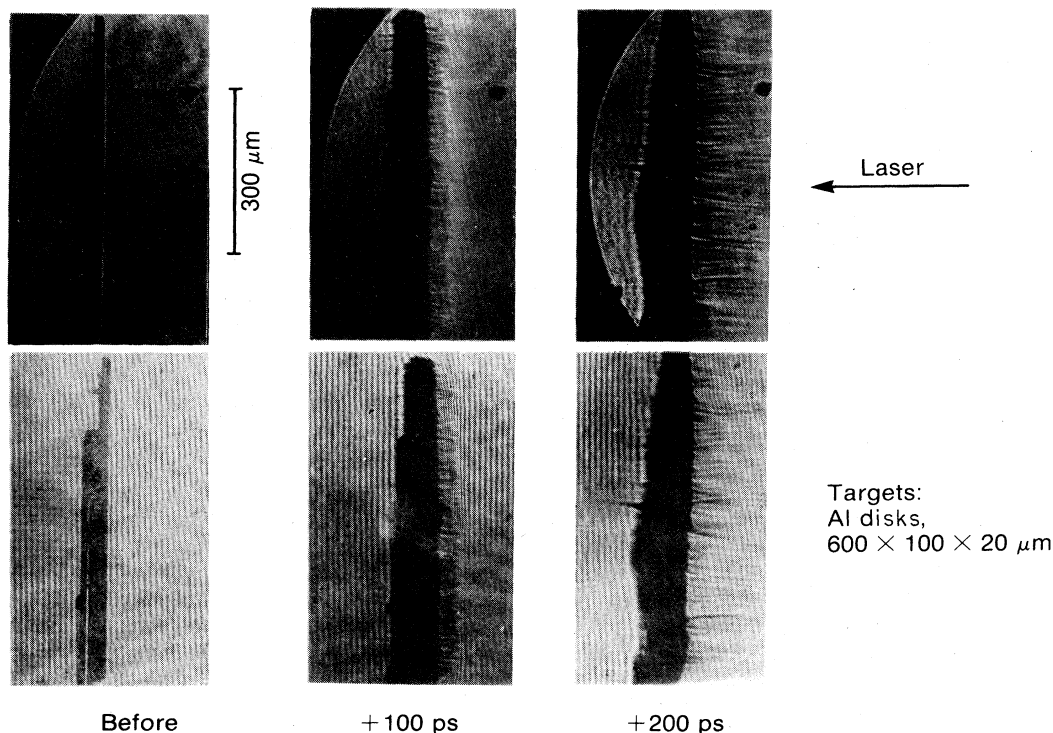 300 μm
Laser
Targets:
Al disks,
600 × 100 × 20 μm
Before
+100 ps
+200 ps